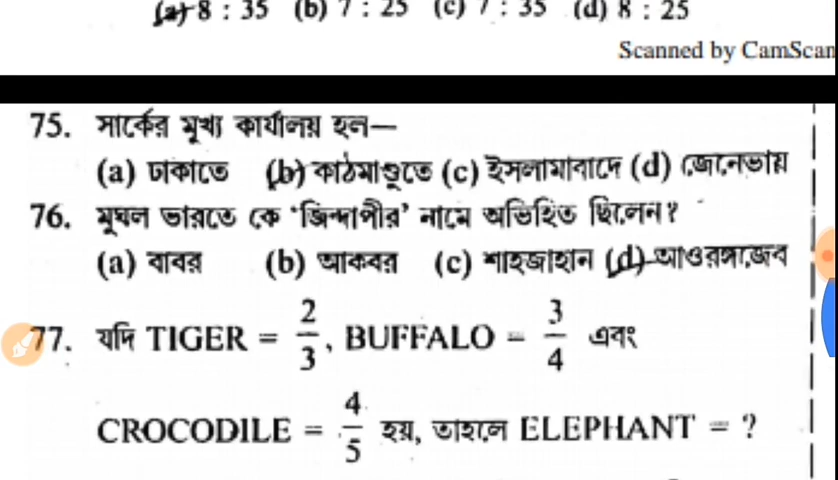 (a) 8 : 35 (b) 7 : 25 (c) 7 : 35 (d) 8 : 25
Scanned by CamScan
75. সার্কের মুখ্য কার্যালয় হল—
(a) ঢাকাতে (b) কাঠমাণ্ডুতে (c) ইসলামাবাদে (d) জেনেভায়
76. মুঘল ভারতে কে ‘জিন্দাপীর’ নামে অভিহিত ছিলেন?
(a) বাবর (b) আকবর (c) শাহজাহান (d) আওরঙ্গজেব
77. যদি TIGER = 2/3, BUFFALO = 3/4 এবং
CROCODILE = 4/5 হয়, তাহলে ELEPHANT = ?